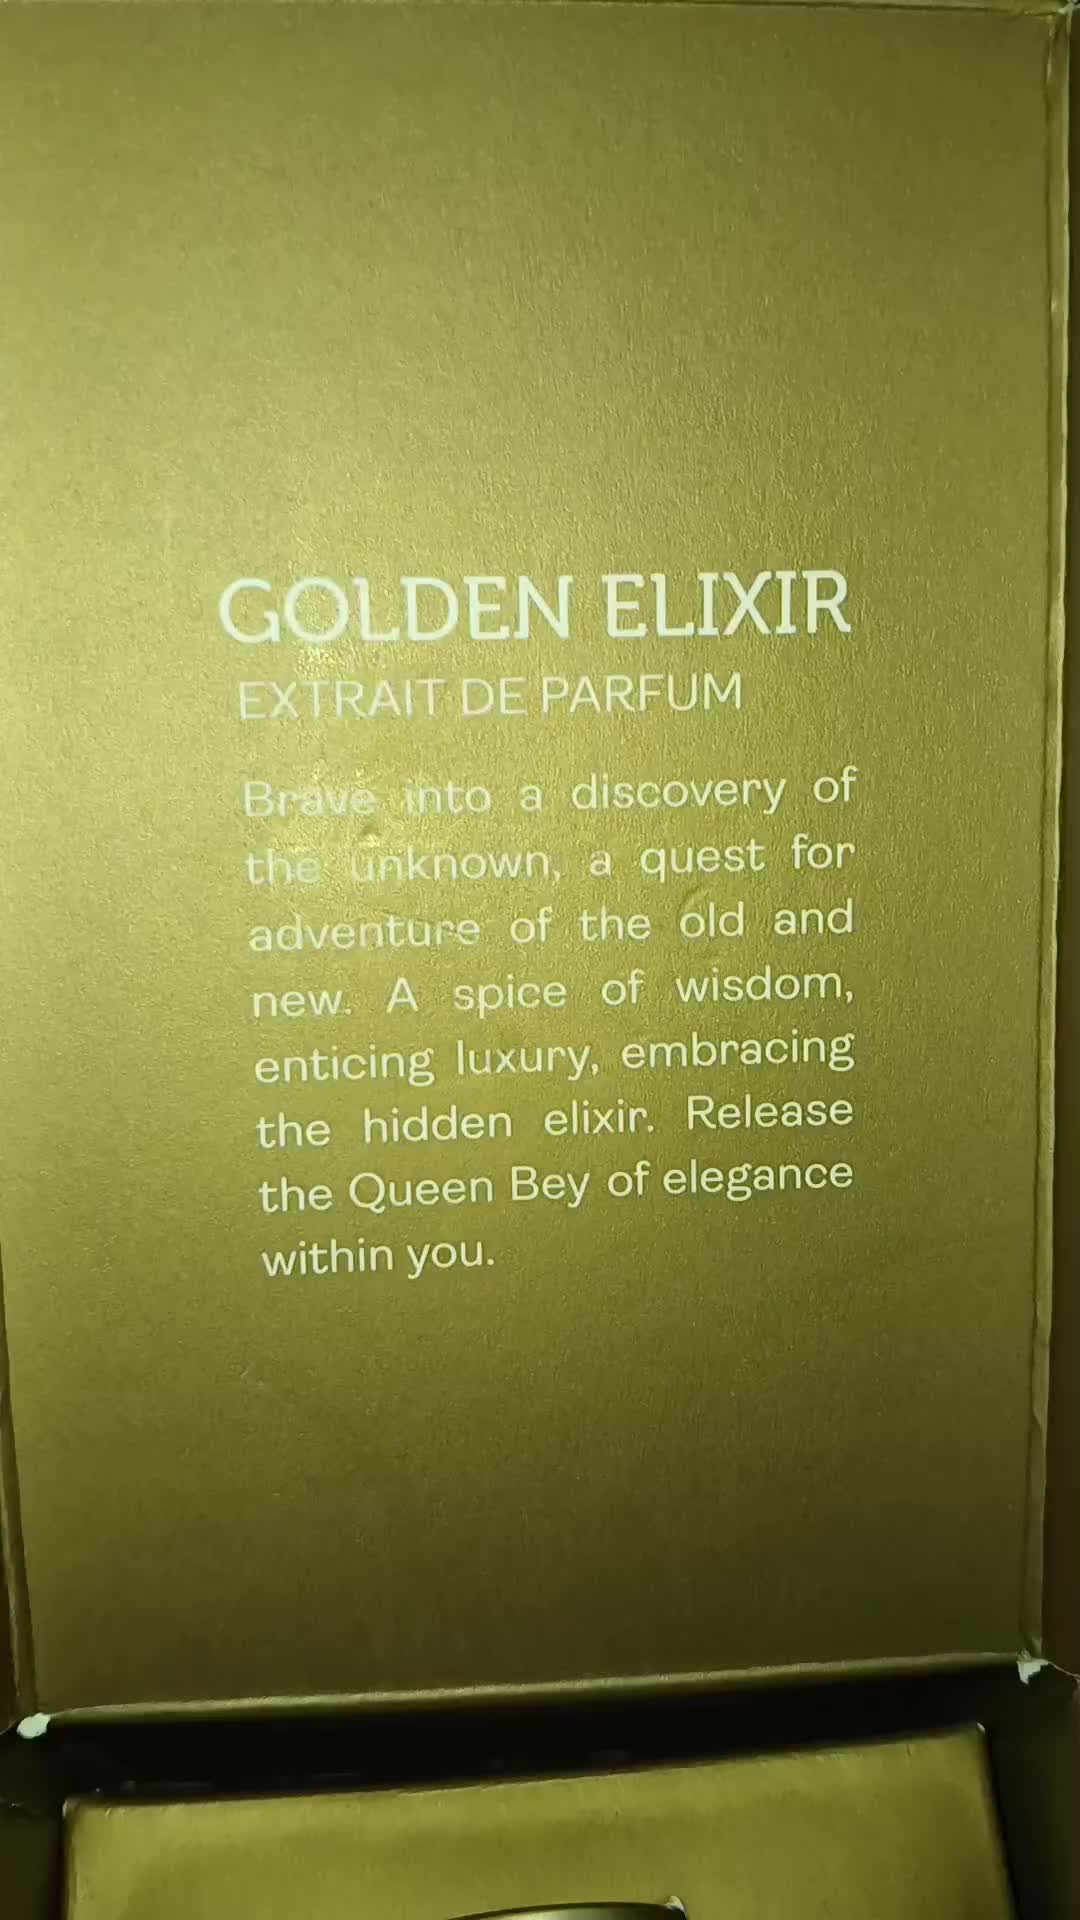 GOLDEN ELIXIR
EXTRAIT DE PARFUM
Brave into a discovery of
the unknown, a quest for
adventure of the old and
new. A spice of wisdom,
enticing luxury, embracing
the hidden elixir. Release
the Queen Bey of elegance
within you.